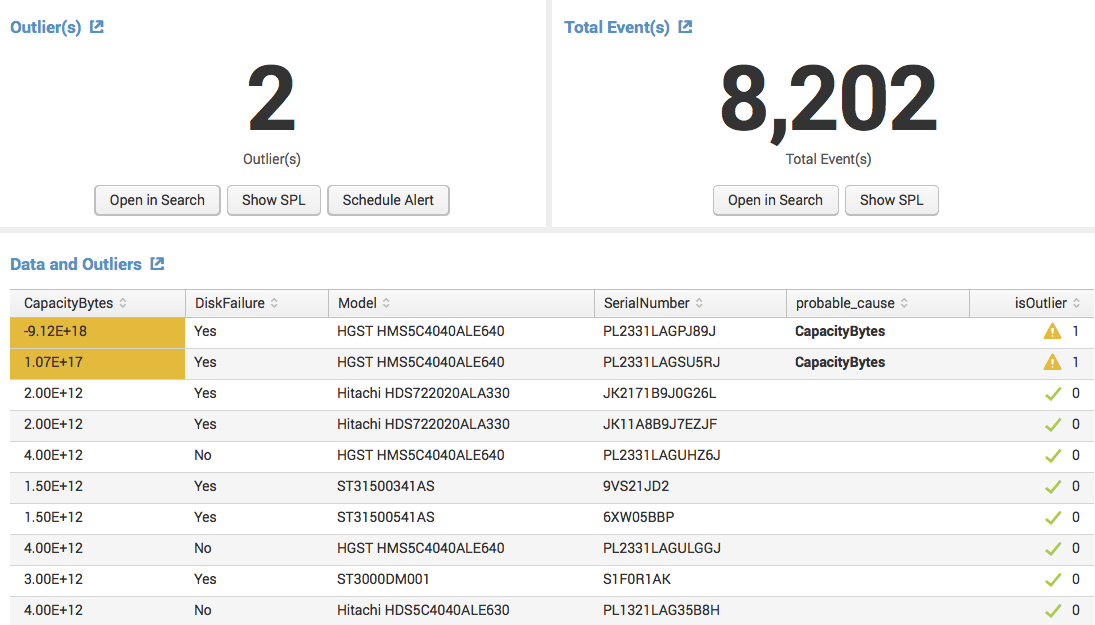 Outlier(s)
Total Event(s)
2
8,202
Outlier(s)
Total Event(s)
Open in Search Show SPL Schedule Alert
Open in Search Show SPL
Data and Outliers
CapacityBytes DiskFailure Model SerialNumber probable_cause isOutlier
-9.12E+18 Yes HGST HMS5C4040ALE640 PL2331LAGPJ89J CapacityBytes 1
1.07E+17 Yes HGST HMS5C4040ALE640 PL2331LAGSU5RJ CapacityBytes 1
2.00E+12 Yes Hitachi HDS722020ALA330 JK2171B9J0G26L 0
2.00E+12 Yes Hitachi HDS722020ALA330 JK11A8B9J7EZJF 0
4.00E+12 No HGST HMS5C4040ALE640 PL2331LAGUHZ6J 0
1.50E+12 Yes ST31500341AS 9VS21JD2 0
1.50E+12 Yes ST31500541AS 6XW05BBP 0
4.00E+12 No HGST HMS5C4040ALE640 PL2331LAGULGGJ 0
3.00E+12 Yes ST3000DM001 S1F0R1AK 0
4.00E+12 No Hitachi HDS5C4040ALE630 PL1321LAG35B8H 0